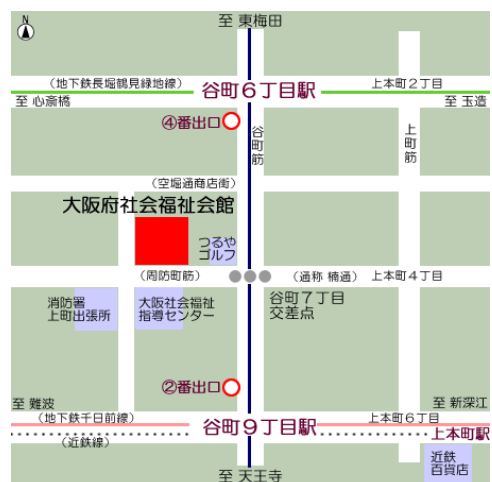 N
至 東梅田
(地下鉄長堀鶴見緑地線)
谷町6丁目駅
上本町2丁目
至 心斎橋
至 玉造
④番出口
谷町筋
上町筋
(空堀通商店街)
大阪府社会福祉会館
つるや
ゴルフ
(周防町筋)
(通称 楠通)
上本町4丁目
消防署
上町出張所
大阪社会福祉
指導センター
谷町7丁目
交差点
②番出口
至 難波
至 新深江
(地下鉄千日前線)
谷町9丁目駅
上本町6丁目
(近鉄線)
上本町駅
近鉄
百貨店
至 天王寺